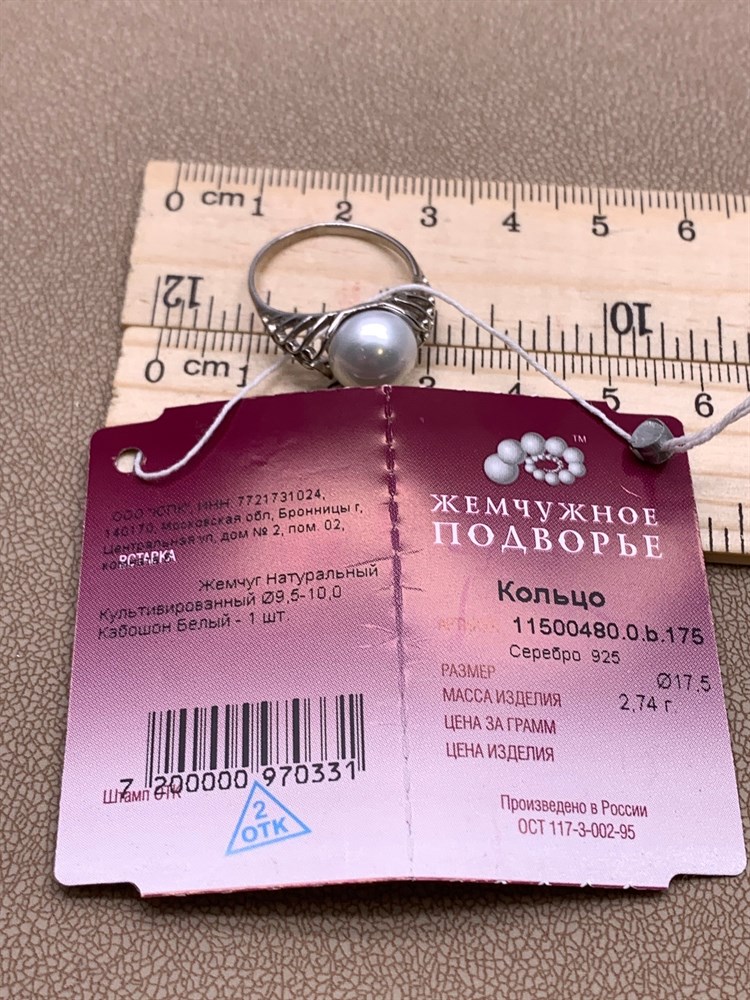 0 cm 1 2 3 4 5 6
12 10
0 cm 1 3 4 5 6
ООО "ЮПК", ИНН 7721731024,
140170, Московская обл, Бронницы г,
Центральная ул, дом № 2, пом. 02,
ВСТАВКА
Жемчуг Натуральный
Культивированный Ø9,5-10,0
Кабошон Белый - 1 шт.
7 200000 970331
Штамп ОТК
2
ОТК
TM
ЖЕМЧУЖНОЕ
ПОДВОРЬЕ
Кольцо
11500480.0.b.175
Серебро 925
РАЗМЕР Ø17,5
МАССА ИЗДЕЛИЯ 2,74 г.
ЦЕНА ЗА ГРАММ
ЦЕНА ИЗДЕЛИЯ
Произведено в России
ОСТ 117-3-002-95